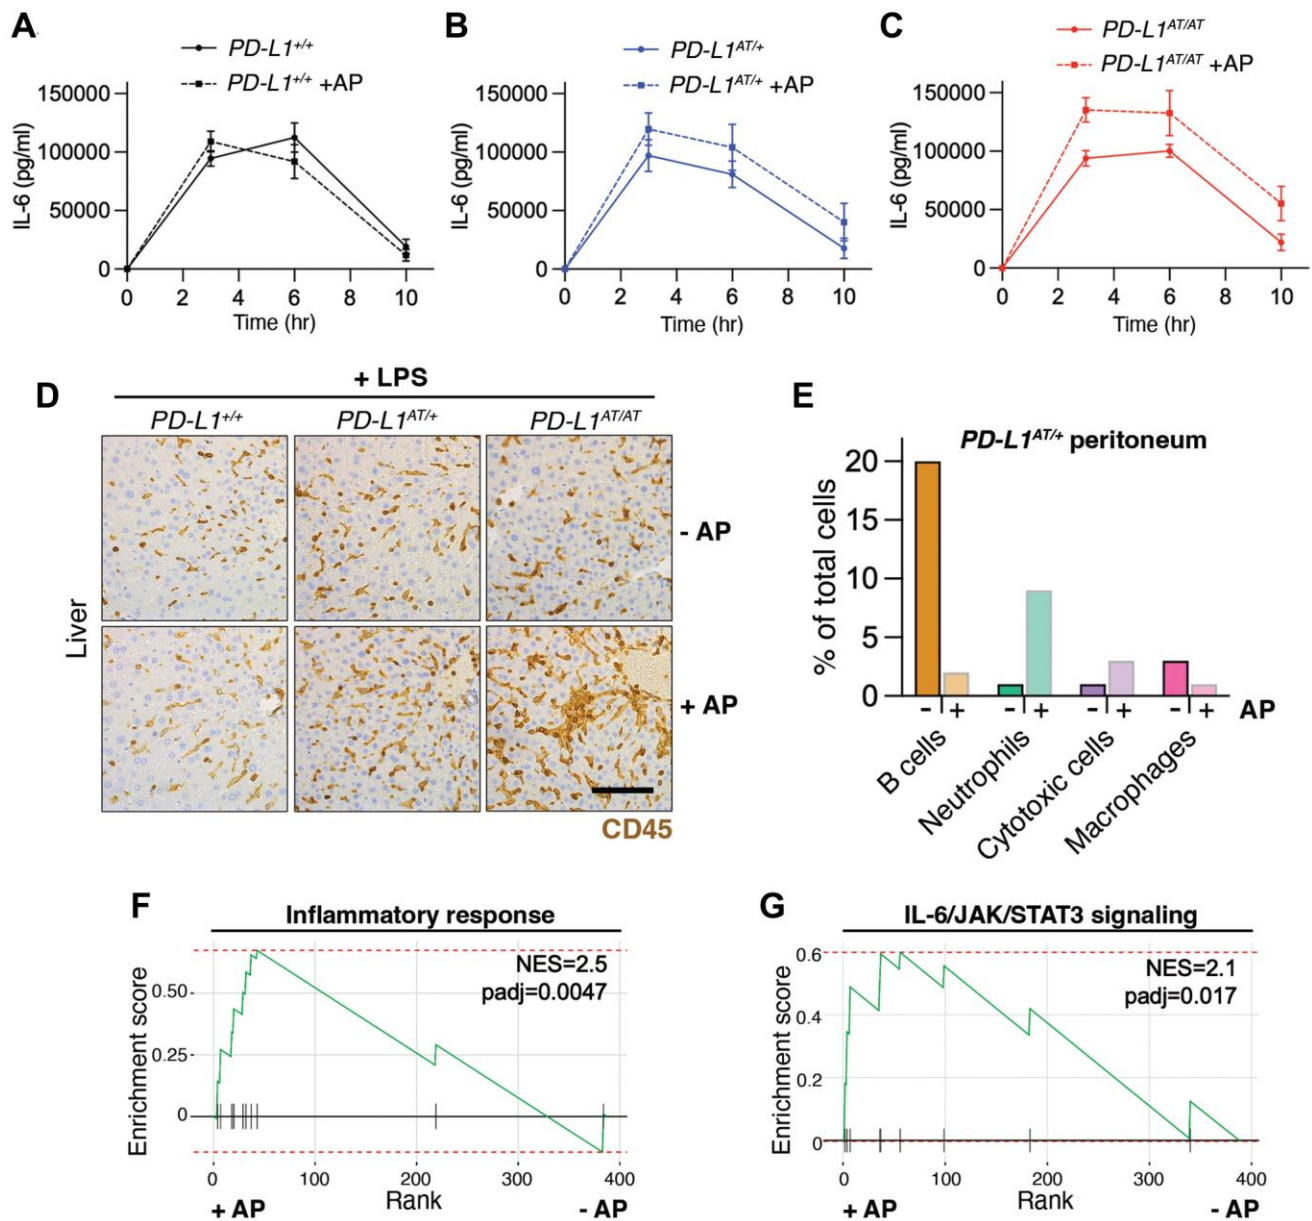 A
PD-L1+/+
PD-L1+/+ +AP
150000
100000
50000
0
IL-6 (pg/ml)
0 2 4 6 8 10
Time (hr)
B
PD-L1AT/+
PD-L1AT/+ +AP
150000
100000
50000
0
IL-6 (pg/ml)
0 2 4 6 8 10
Time (hr)
C
PD-L1AT/AT
PD-L1AT/AT +AP
150000
100000
50000
0
IL-6 (pg/ml)
0 2 4 6 8 10
Time (hr)
D
+ LPS
PD-L1+/+ PD-L1AT/+ PD-L1AT/AT
Liver
- AP
+ AP
CD45
E
PD-L1AT/+ peritoneum
% of total cells
20
15
10
5
0
- + - + - + - + AP
B cells
Neutrophils
Cytotoxic cells
Macrophages
F
Inflammatory response
NES=2.5
padj=0.0047
Enrichment score
0.50
0.25
0
0 100 200 300 400
Rank
+ AP - AP
G
IL-6/JAK/STAT3 signaling
NES=2.1
padj=0.017
Enrichment score
0.6
0.4
0.2
0
0 100 200 300 400
Rank
+ AP - AP